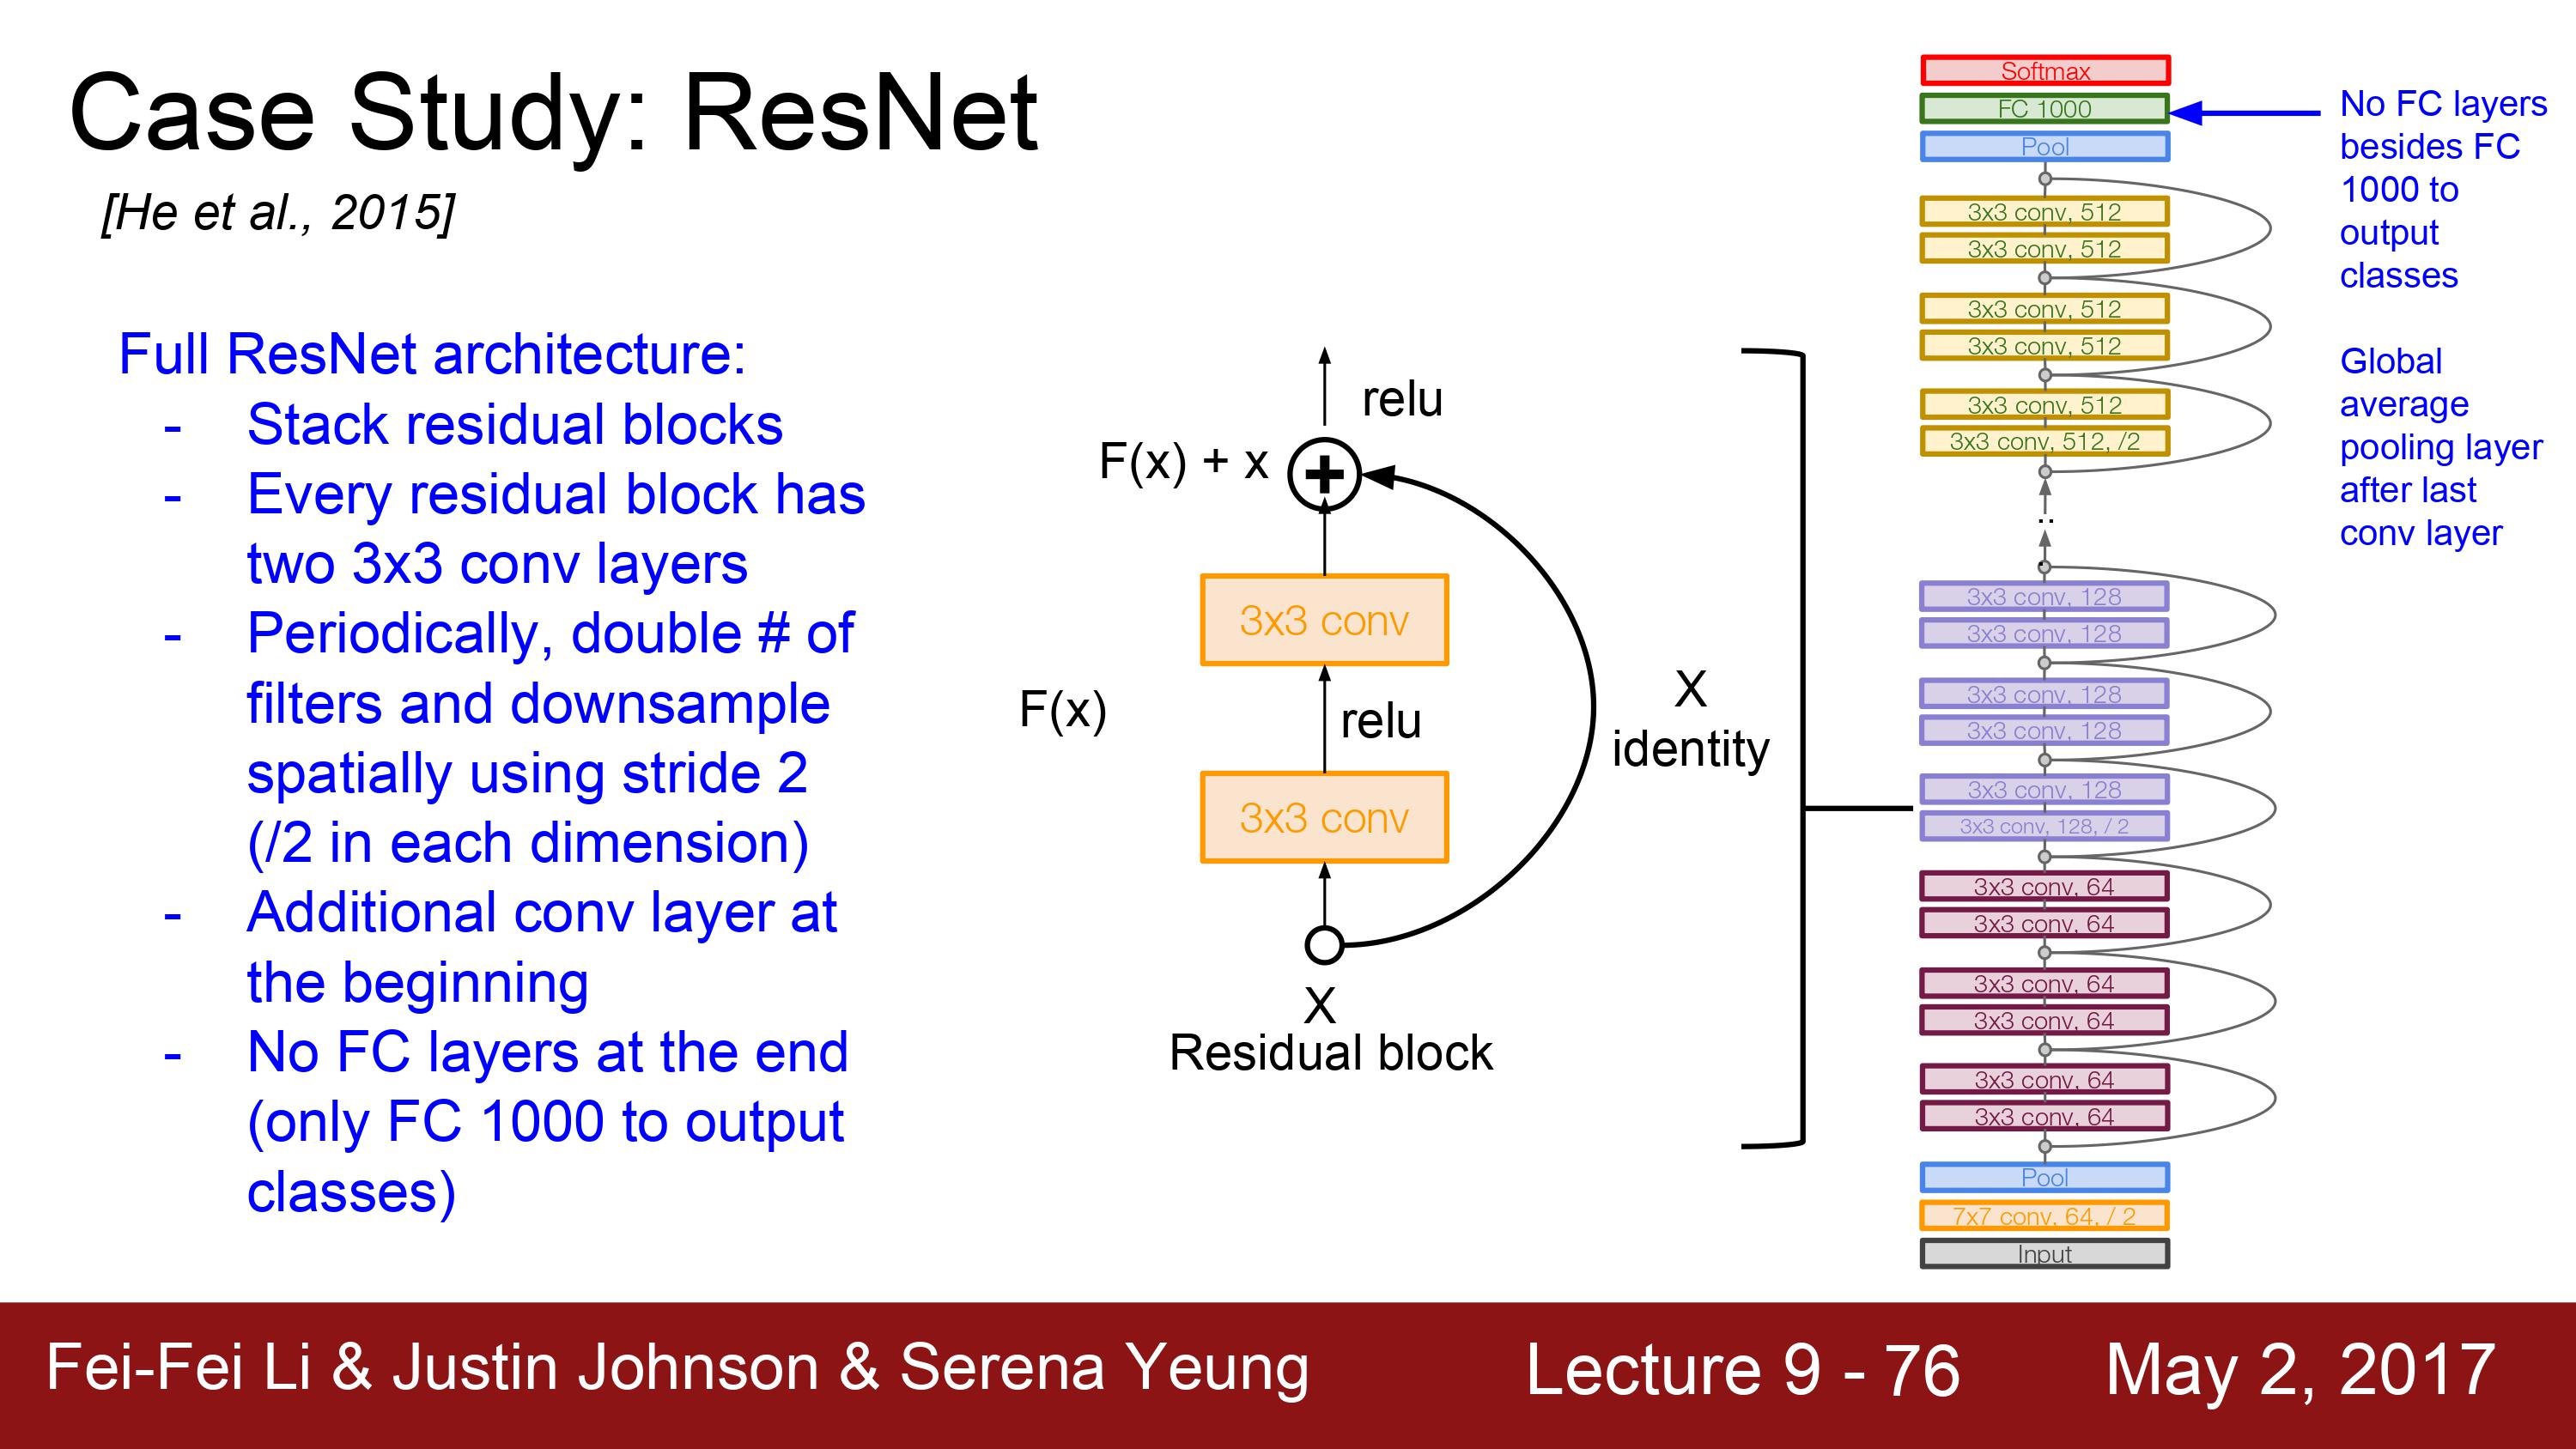 Case Study: ResNet
[He et al., 2015]
Full ResNet architecture:
- Stack residual blocks
- Every residual block has
two 3x3 conv layers
- Periodically, double # of
filters and downsample
spatially using stride 2
(/2 in each dimension)
- Additional conv layer at
the beginning
- No FC layers at the end
(only FC 1000 to output
classes)
relu
F(x) + x
3x3 conv
F(x)
relu
X
identity
3x3 conv
X
Residual block
Softmax
FC 1000
Pool
3x3 conv, 512
3x3 conv, 512
3x3 conv, 512
3x3 conv, 512
3x3 conv, 512
3x3 conv, 512, /2
..
.
3x3 conv, 128
3x3 conv, 128
3x3 conv, 128
3x3 conv, 128
3x3 conv, 128
3x3 conv, 128, / 2
3x3 conv, 64
3x3 conv, 64
3x3 conv, 64
3x3 conv, 64
3x3 conv, 64
3x3 conv, 64
Pool
7x7 conv, 64, / 2
Input
No FC layers
besides FC
1000 to
output
classes
Global
average
pooling layer
after last
conv layer
Fei-Fei Li & Justin Johnson & Serena Yeung
Lecture 9 - 76
May 2, 2017